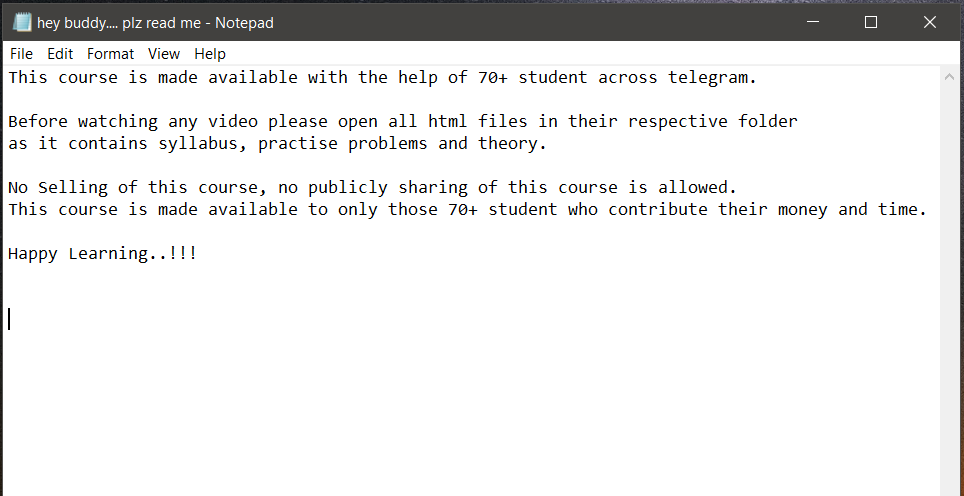 hey buddy.... plz read me - Notepad
File Edit Format View Help
This course is made available with the help of 70+ student across telegram.
Before watching any video please open all html files in their respective folder
as it contains syllabus, practise problems and theory.
No Selling of this course, no publicly sharing of this course is allowed.
This course is made available to only those 70+ student who contribute their money and time.
Happy Learning..!!!